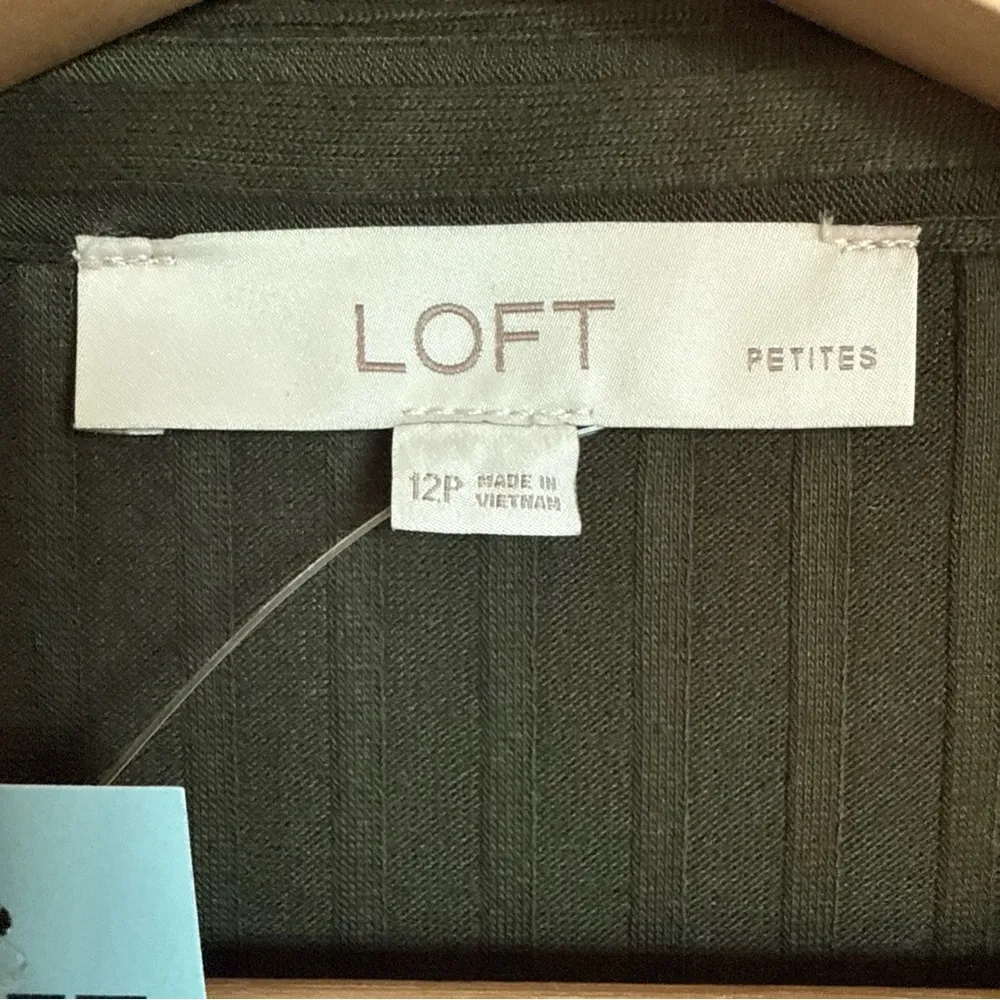 LOFT
PETITES
12P MADE IN
VIETNAM